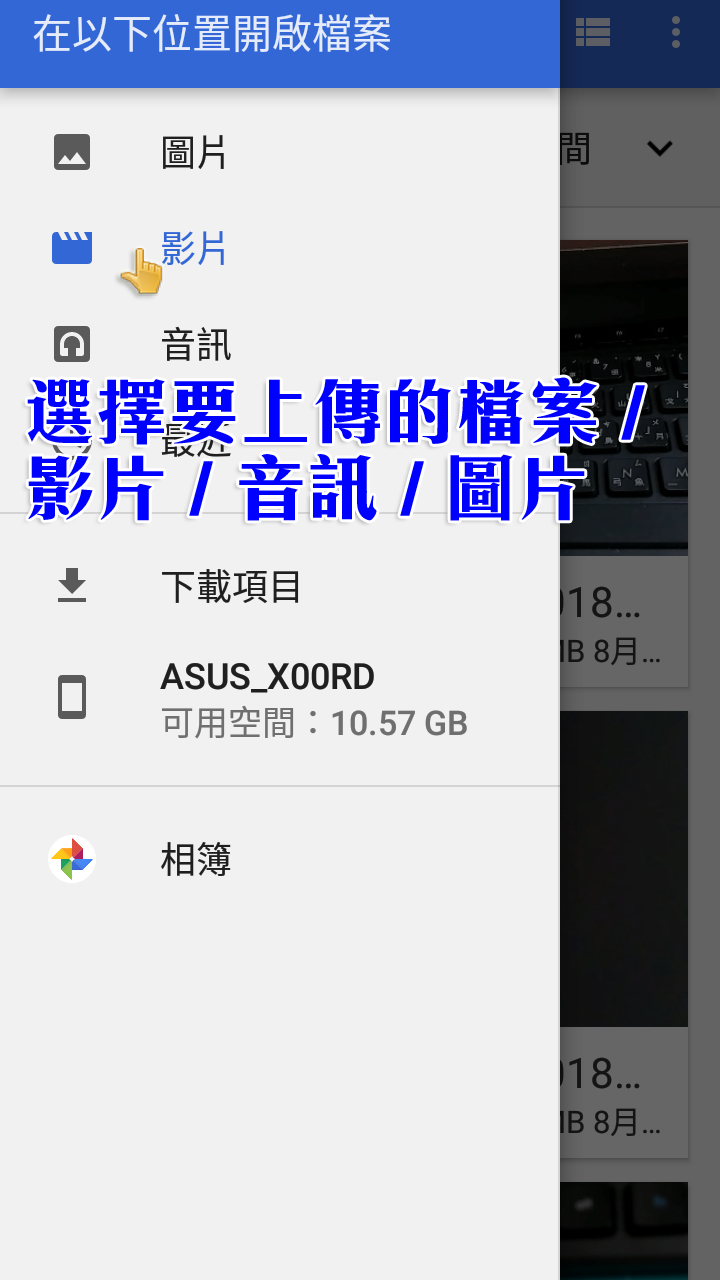 在以下位置開啟檔案
圖片
間
影片
音訊
最近
選擇要上傳的檔案 /
影片 / 音訊 / 圖片
下載項目
018…
MB 8月…
ASUS_X00RD
可用空間：10.57 GB
相簿
018…
MB 8月…